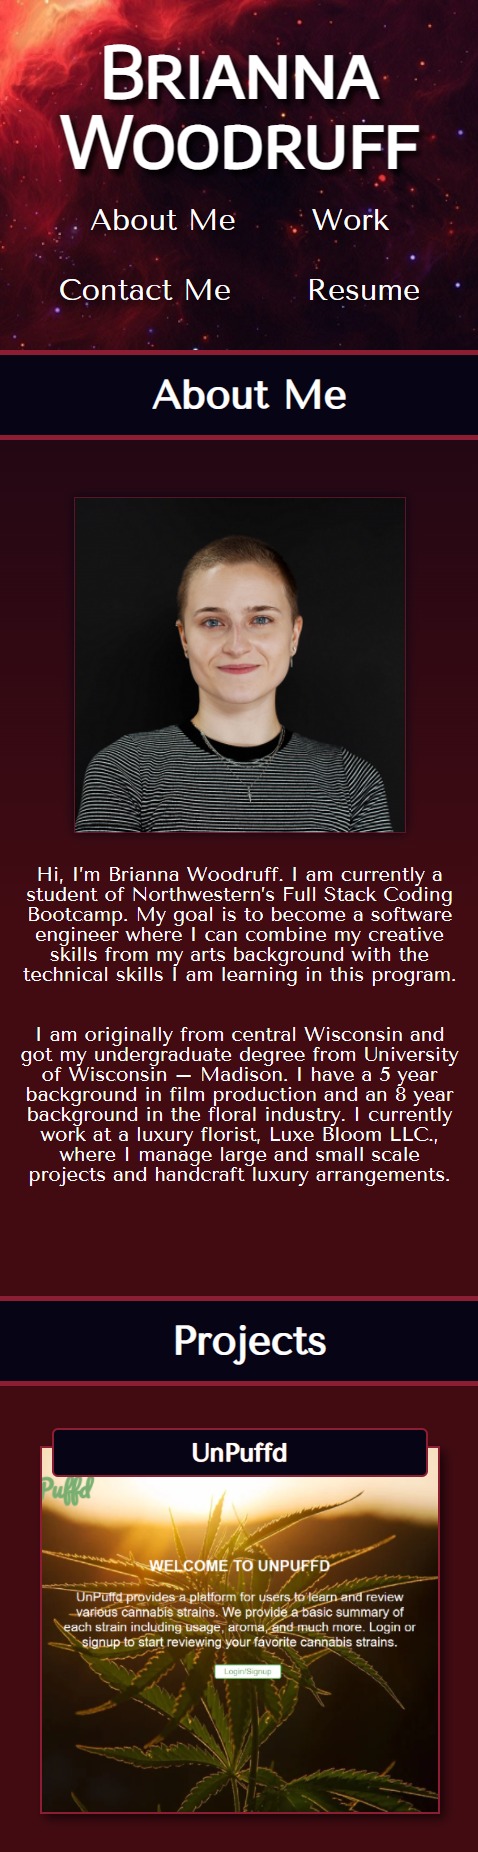 BRIANNA
WOODRUFF
About Me Work
Contact Me Resume
About Me
Hi, I'm Brianna Woodruff. I am currently a
student of Northwestern's Full Stack Coding
Bootcamp. My goal is to become a software
engineer where I can combine my creative
skills from my arts background with the
technical skills I am learning in this program.
I am originally from central Wisconsin and
got my undergraduate degree from University
of Wisconsin – Madison. I have a 5 year
background in film production and an 8 year
background in the floral industry. I currently
work at a luxury florist, Luxe Bloom LLC.,
where I manage large and small scale
projects and handcraft luxury arrangements.
Projects
UnPuffd
Puffd
WELCOME TO UNPUFFD
UnPuffd provides a platform for users to learn and review
various cannabis strains. We provide a basic summary of
each strain including usage, aroma, and much more. Login or
signup to start reviewing your favorite cannabis strains.
Login/Signup